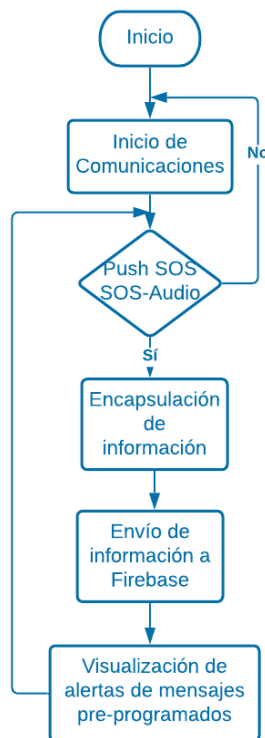 Inicio
Inicio de
Comunicaciones
No
Push SOS
SOS-Audio
Sí
Encapsulación
de
información
Envío de
información a
Firebase
Visualización de
alertas de mensajes
pre-programados